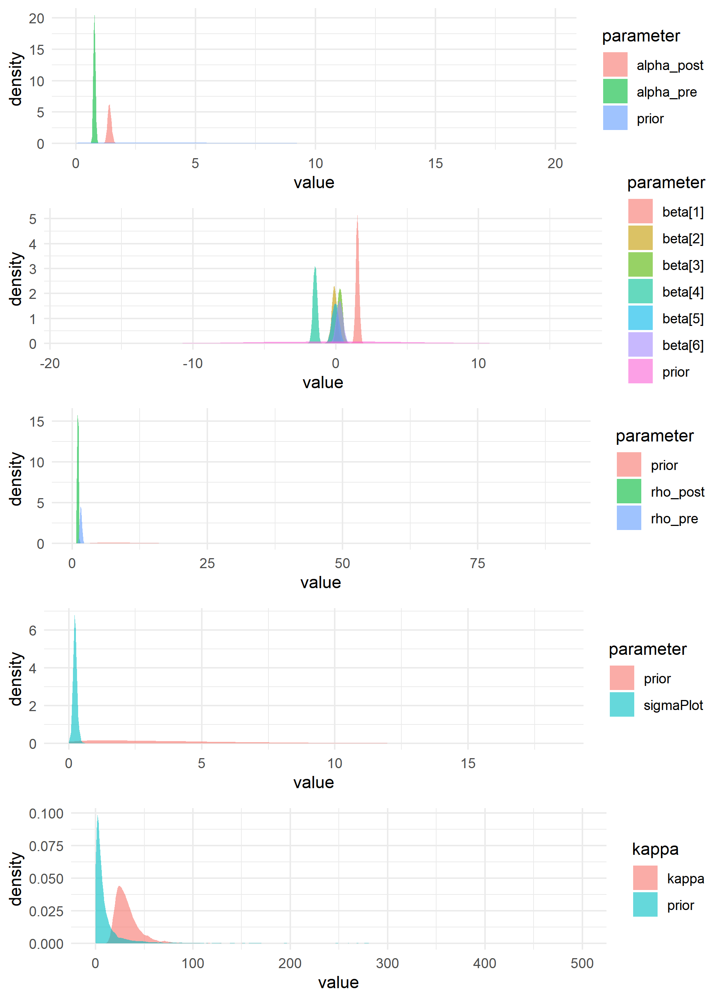 20
15
10
5
0
density
0 5 10 15 20
value
parameter
alpha_post
alpha_pre
prior
5
4
3
2
1
0
density
-20 -10 0 10
value
parameter
beta[1]
beta[2]
beta[3]
beta[4]
beta[5]
beta[6]
prior
15
10
5
0
density
0 25 50 75
value
parameter
prior
rho_post
rho_pre
6
4
2
0
density
0 5 10 15
value
parameter
prior
sigmaPlot
0.100
0.075
0.050
0.025
0.000
density
0 100 200 300 400 500
value
kappa
kappa
prior